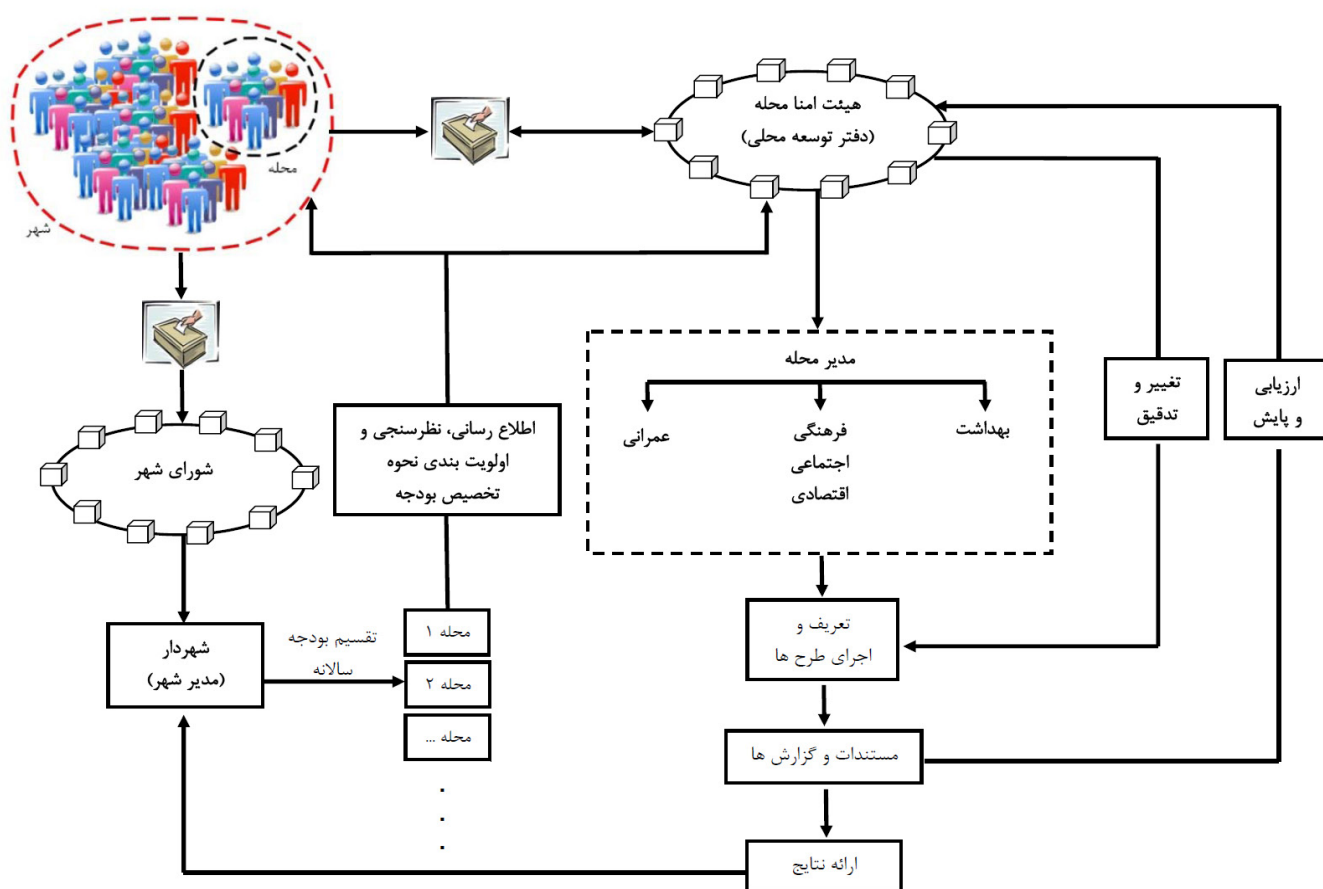 هیئت امنا محله
(دفتر توسعه محلی)
محله
شهر
مدیر محله
بهداشت
فرهنگی
اجتماعی
اقتصادی
عمرانی
ارزیابی
و پایش
تغییر و
تدقیق
اطلاع رسانی، نظرسنجی و
اولویت بندی نحوه
تخصیص بودجه
شورای شهر
تعریف و
اجرای طرح ها
محله ۱
محله ۲
محله ...
تقسیم بودجه
سالانه
شهردار
(مدیر شهر)
مستندات و گزارش ها
ارائه نتایج